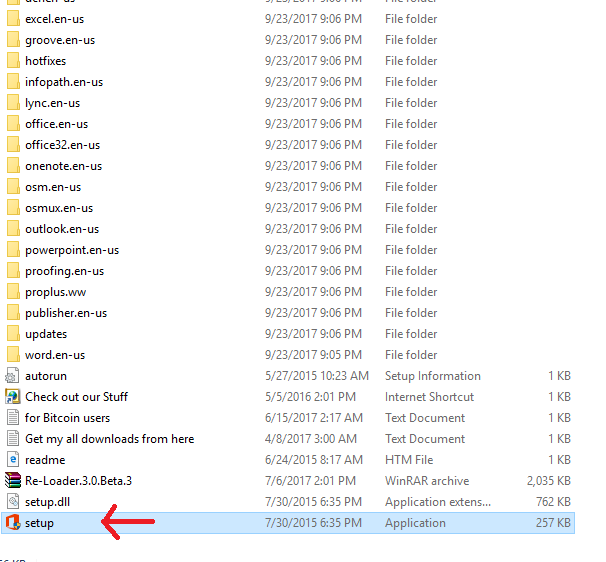 excel.en-us 9/23/2017 9:06 PM File folder
groove.en-us 9/23/2017 9:06 PM File folder
hotfixes 9/23/2017 9:06 PM File folder
infopath.en-us 9/23/2017 9:06 PM File folder
lync.en-us 9/23/2017 9:06 PM File folder
office.en-us 9/23/2017 9:06 PM File folder
office32.en-us 9/23/2017 9:06 PM File folder
onenote.en-us 9/23/2017 9:06 PM File folder
osm.en-us 9/23/2017 9:06 PM File folder
osmux.en-us 9/23/2017 9:06 PM File folder
outlook.en-us 9/23/2017 9:06 PM File folder
powerpoint.en-us 9/23/2017 9:06 PM File folder
proofing.en-us 9/23/2017 9:06 PM File folder
proplus.ww 9/23/2017 9:06 PM File folder
publisher.en-us 9/23/2017 9:06 PM File folder
updates 9/23/2017 9:06 PM File folder
word.en-us 9/23/2017 9:05 PM File folder
autorun 5/27/2015 10:23 AM Setup Information 1 KB
Check out our Stuff 5/5/2016 2:01 PM Internet Shortcut 1 KB
for Bitcoin users 6/15/2017 2:17 AM Text Document 1 KB
Get my all downloads from here 4/8/2017 3:00 AM Text Document 1 KB
readme 6/24/2015 8:17 AM HTM File 1 KB
Re-Loader.3.0.Beta.3 7/6/2017 2:01 PM WinRAR archive 2,035 KB
setup.dll 7/30/2015 6:35 PM Application extens... 762 KB
setup 7/30/2015 6:35 PM Application 257 KB